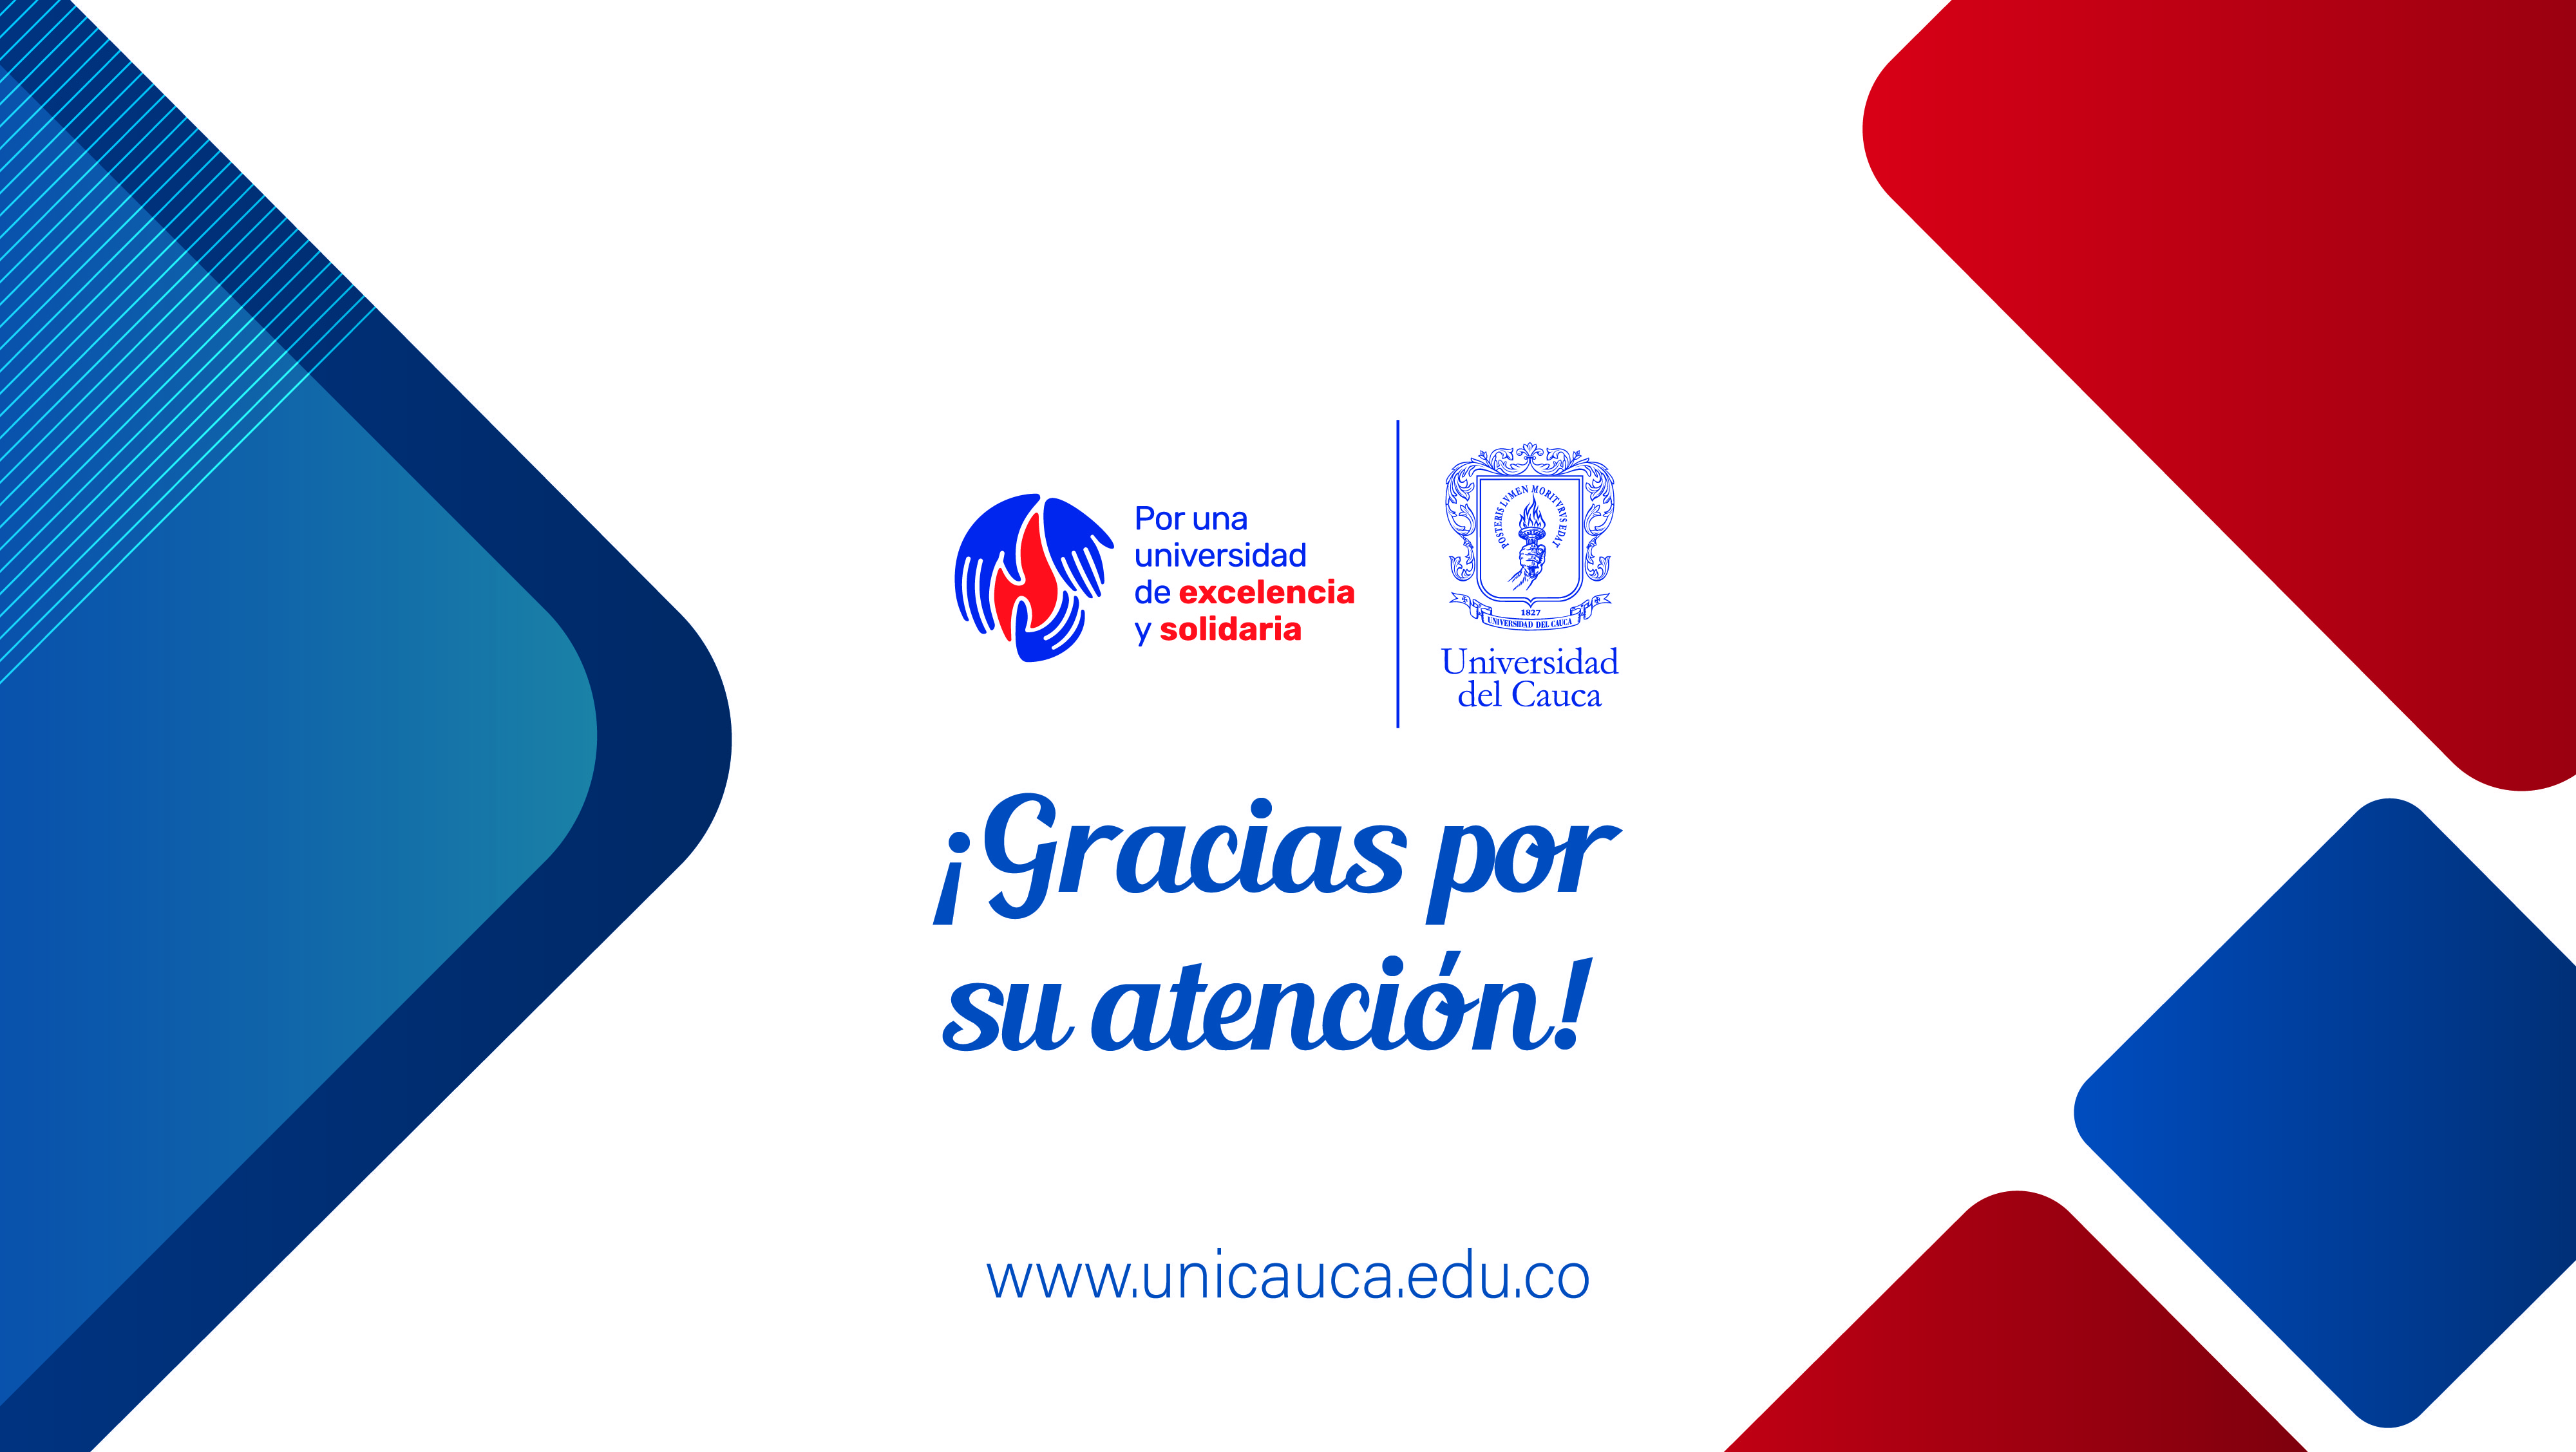 Por una
universidad
de excelencia
y solidaria
POSTERIS LVMEN MORITVRVS EDAT
1827
UNIVERSIDAD DEL CAUCA
Universidad
del Cauca
¡Gracias por
su atención!
www.unicauca.edu.co